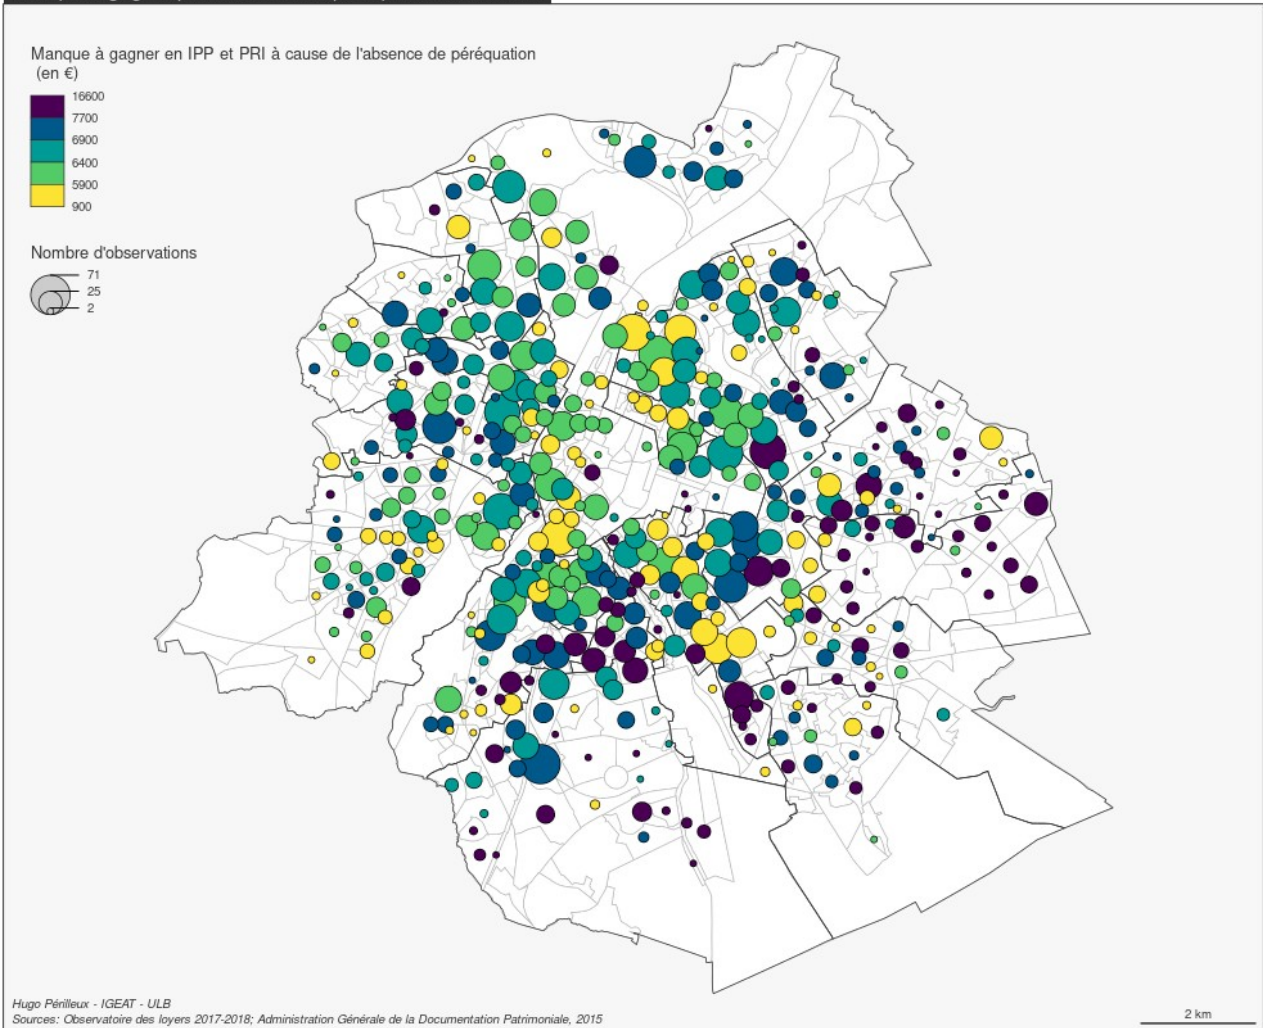 Manque à gagner en IPP et PRI à cause de l'absence de péréquation
(en €)
16600
7700
6900
6400
5900
900
Nombre d'observations
71
25
2
Hugo Périlleux - IGEAT - ULB
Sources: Observatoire des loyers 2017-2018; Administration Générale de la Documentation Patrimoniale, 2015
2 km